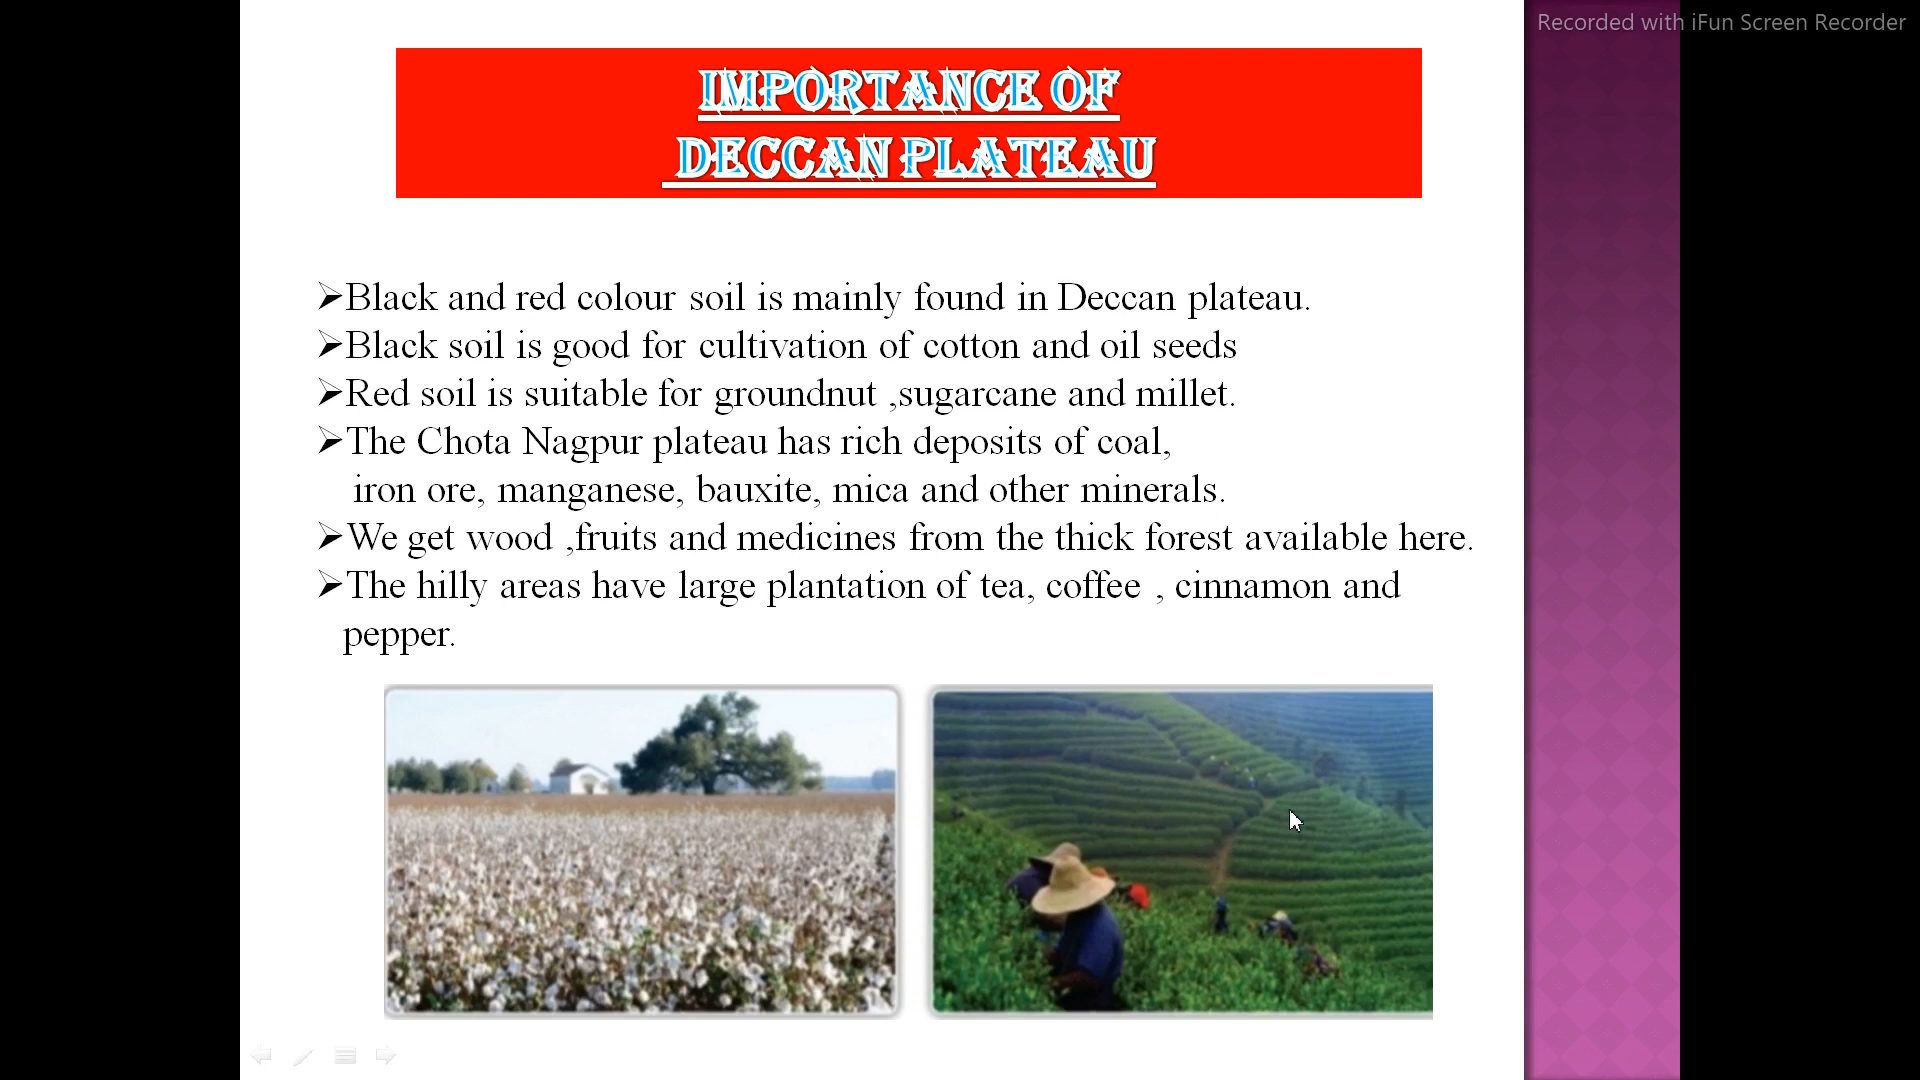 Recorded with iFun Screen Recorder
IMPORTANCE OF
DECCAN PLATEAU
➢Black and red colour soil is mainly found in Deccan plateau.
➢Black soil is good for cultivation of cotton and oil seeds
➢Red soil is suitable for groundnut ,sugarcane and millet.
➢The Chota Nagpur plateau has rich deposits of coal,
iron ore, manganese, bauxite, mica and other minerals.
➢We get wood ,fruits and medicines from the thick forest available here.
➢The hilly areas have large plantation of tea, coffee , cinnamon and
pepper.